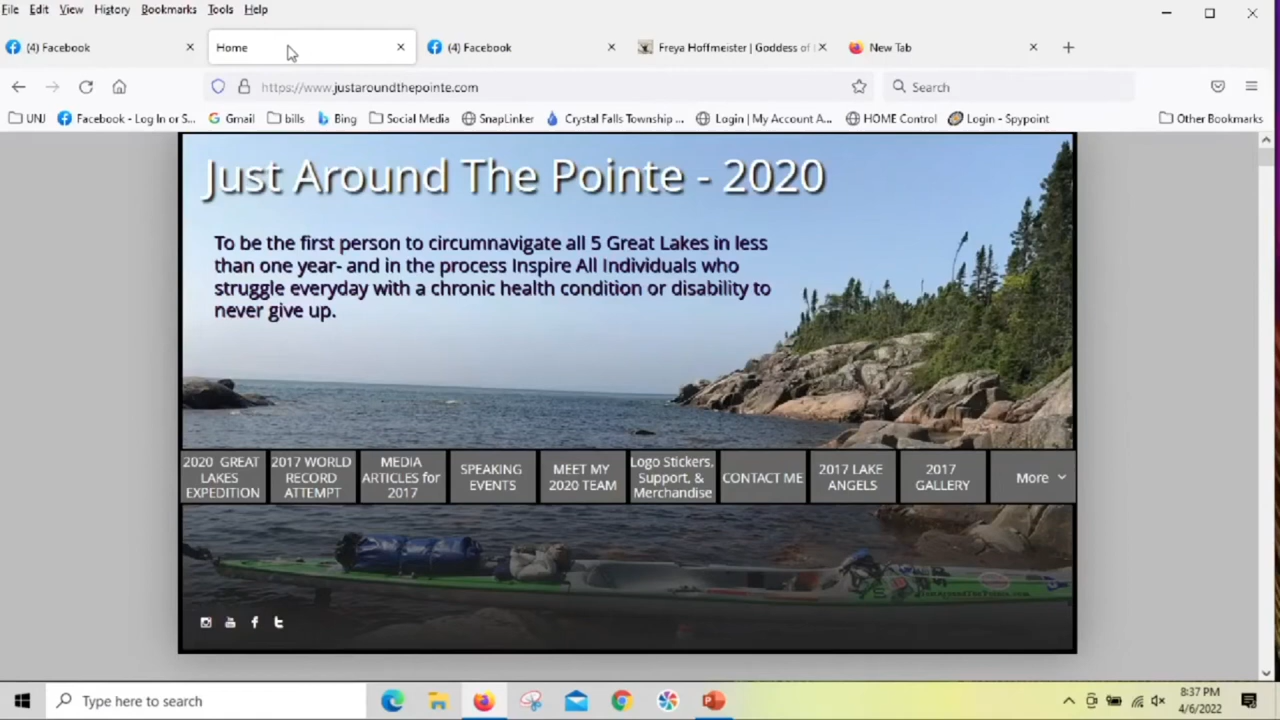 File Edit View History Bookmarks Tools Help
(4) Facebook
Home
(4) Facebook
Freya Hoffmeister | Goddess of
New Tab
https://www.justaroundthepointe.com
Search
UNJ
Facebook - Log In or S...
Gmail
bills
Bing
Social Media
SnapLinker
Crystal Falls Township ...
Login | My Account A...
HOME Control
Login - Spypoint
Other Bookmarks
Just Around The Pointe - 2020
To be the first person to circumnavigate all 5 Great Lakes in less
than one year- and in the process Inspire All Individuals who
struggle everyday with a chronic health condition or disability to
never give up.
2020 GREAT
LAKES
EXPEDITION
2017 WORLD
RECORD
ATTEMPT
MEDIA
ARTICLES for
2017
SPEAKING
EVENTS
MEET MY
2020 TEAM
Logo Stickers,
Support, &
Merchandise
CONTACT ME
2017 LAKE
ANGELS
2017
GALLERY
More
JustAroundThePointe.com
Type here to search
8:37 PM
4/6/2022